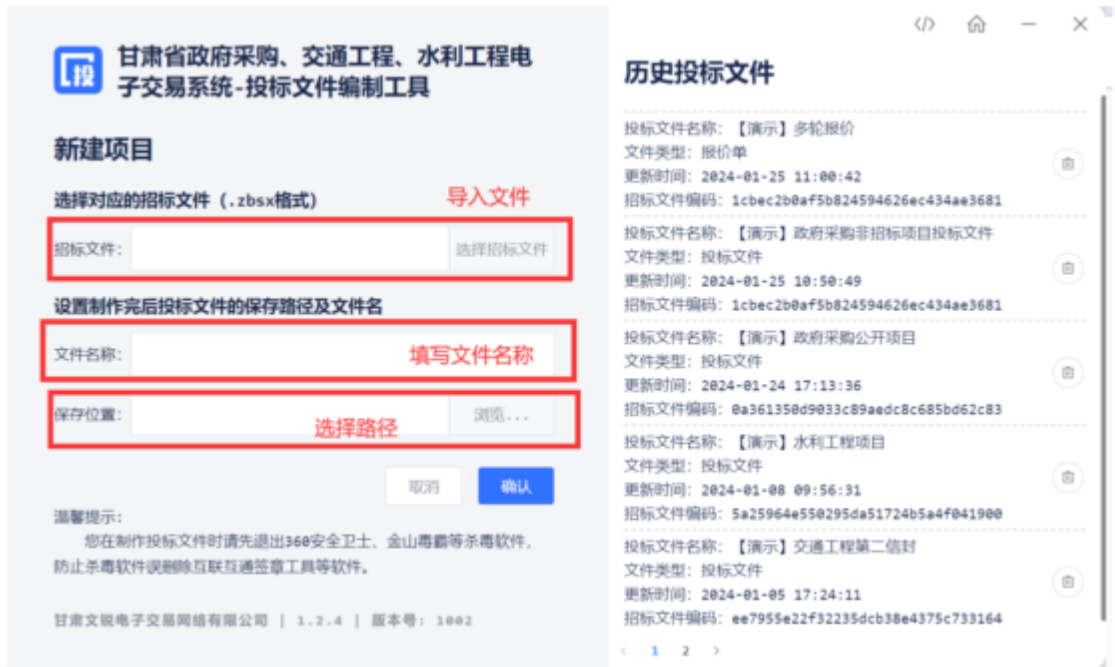 甘肃省政府采购、交通工程、水利工程电
子交易系统-投标文件编制工具
新建项目
选择对应的招标文件（.zbsx格式）
导入文件
招标文件：
选择招标文件
设置制作完后投标文件的保存路径及文件名
文件名称：
填写文件名称
保存位置：
选择路径
浏览...
取消
确认
温馨提示：
您在制作投标文件时请先退出360安全卫士、金山毒霸等杀毒软件，
防止杀毒软件误删除互联互通签章工具等软件。
甘肃文锐电子交易网络有限公司 | 1.2.4 | 版本号: 1002
历史投标文件
投标文件名称：【演示】多轮报价
文件类型：报价单
更新时间：2024-01-25 11:00:42
招标文件编码：1cbec2b0af5b824594626ec434ae3681
投标文件名称：【演示】政府采购非招标项目投标文件
文件类型：投标文件
更新时间：2024-01-25 10:50:49
招标文件编码：1cbec2b0af5b824594626ec434ae3681
投标文件名称：【演示】政府采购公开项目
文件类型：投标文件
更新时间：2024-01-24 17:13:36
招标文件编码：0a361350d9033c89aedc8c685bd62c83
投标文件名称：【演示】水利工程项目
文件类型：投标文件
更新时间：2024-01-08 09:56:31
招标文件编码：5a25964e550295da51724b5a4f041900
投标文件名称：【演示】交通工程第二信封
文件类型：投标文件
更新时间：2024-01-05 17:24:11
招标文件编码：ee7955e22f32235dcb38e4375c733164
1 2